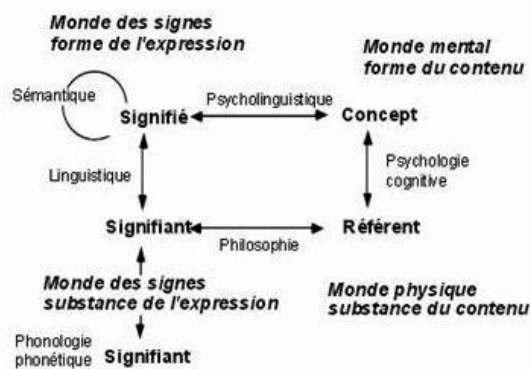 Monde des signes
forme de l'expression
Monde mental
forme du contenu
Sémantique
Psycholinguistique
Signifié
Concept
Linguistique
Psychologie
cognitive
Signifiant
Référent
Philosophie
Monde des signes
substance de l'expression
Monde physique
substance du contenu
Phonologie
phonétique
Signifiant